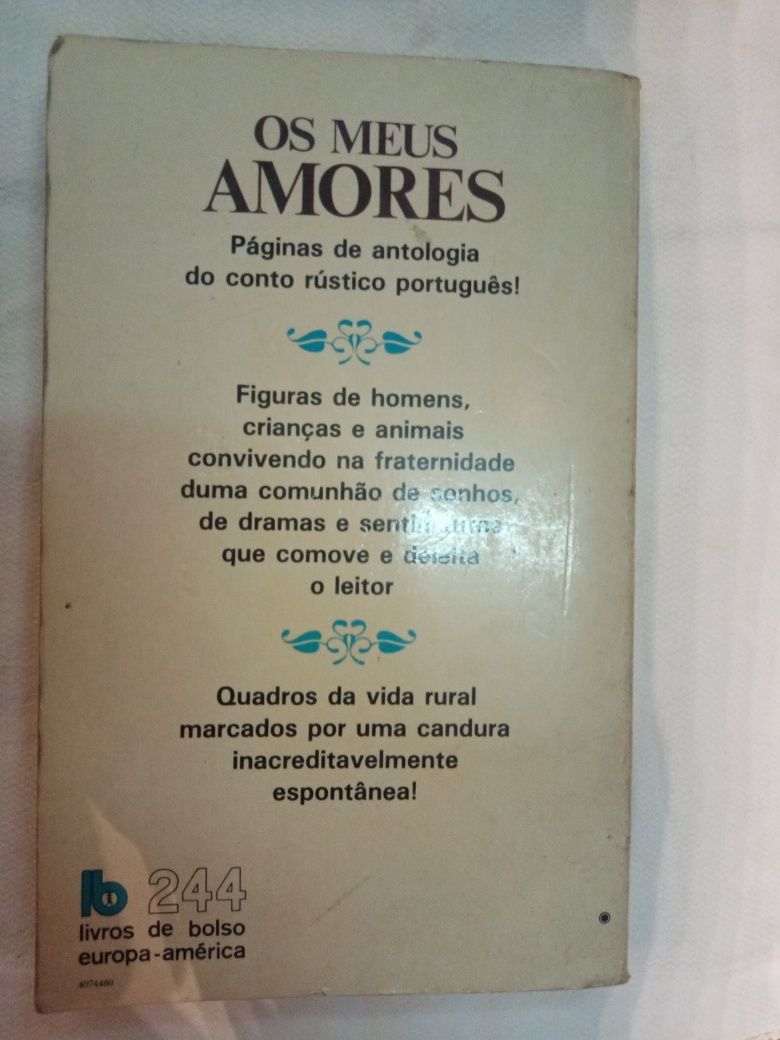 OS MEUS
AMORES
Páginas de antologia
do conto rústico português!
Figuras de homens,
crianças e animais
convivendo na fraternidade
duma comunhão de sonhos,
de dramas e
que comove e deleita
o leitor
Quadros da vida rural
marcados por uma candura
inacreditavelmente
espontânea!
lb 244
livros de bolso
europa-américa
4074480